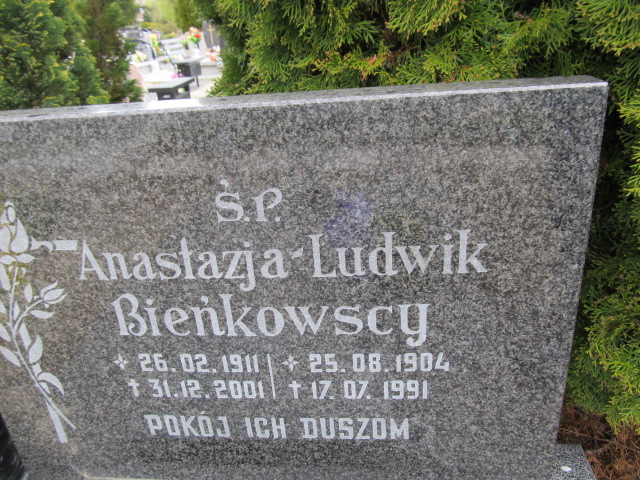 Ś.P.
Anastazja-Ludwik
Bieńkowscy
* 26.02.1911 | * 25.08.1904
† 31.12.2001 | † 17.07.1991
POKÓJ ICH DUSZOM